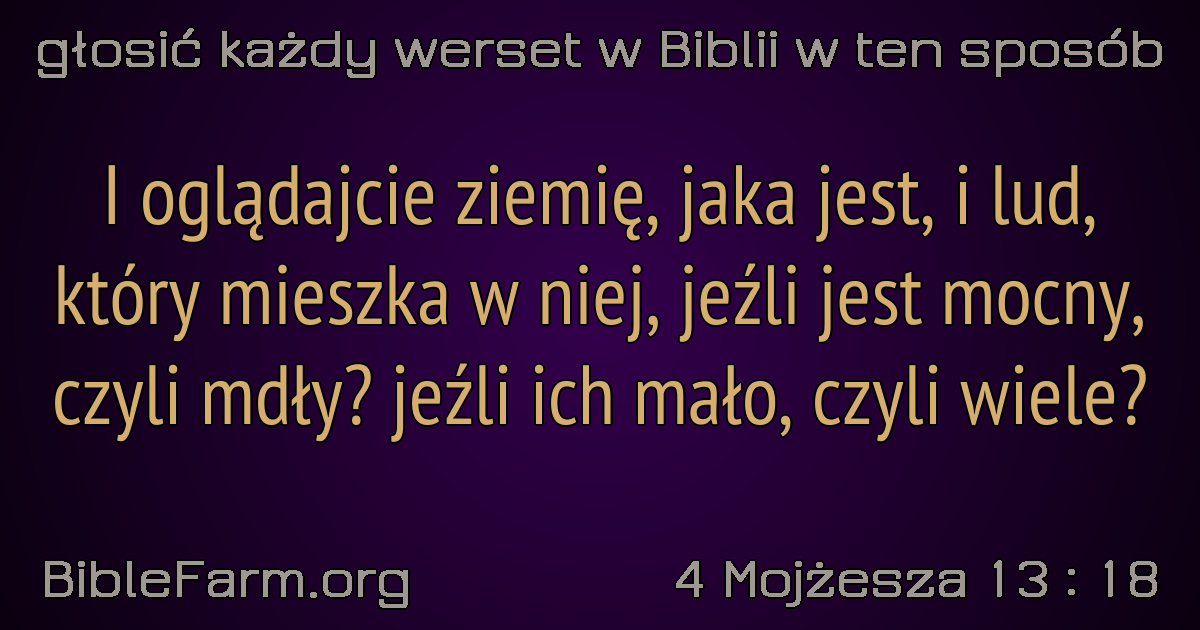 głosić każdy werset w Biblii w ten sposób
I oglądajcie ziemię, jaka jest, i lud,
który mieszka w niej, jeźli jest mocny,
czyli mdły? jeźli ich mało, czyli wiele?
BibleFarm.org
4 Mojżesza 13 : 18